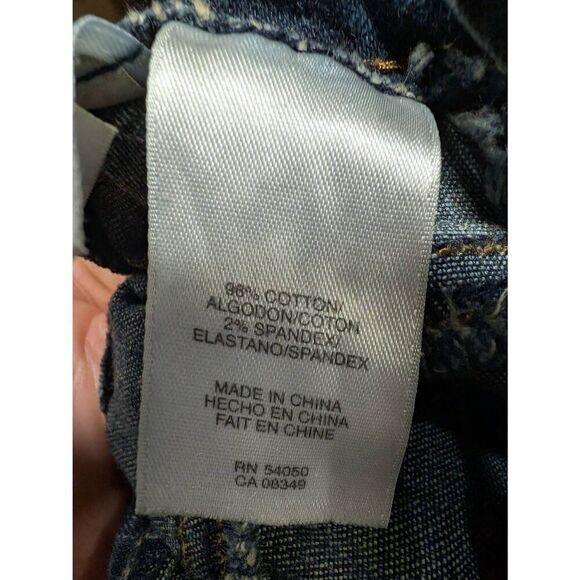 98% COTTON/
ALGODON/COTON
2% SPANDEX/
ELASTANO/SPANDEX
MADE IN CHINA
HECHO EN CHINA
FAIT EN CHINE
RN 54050
CA 08349